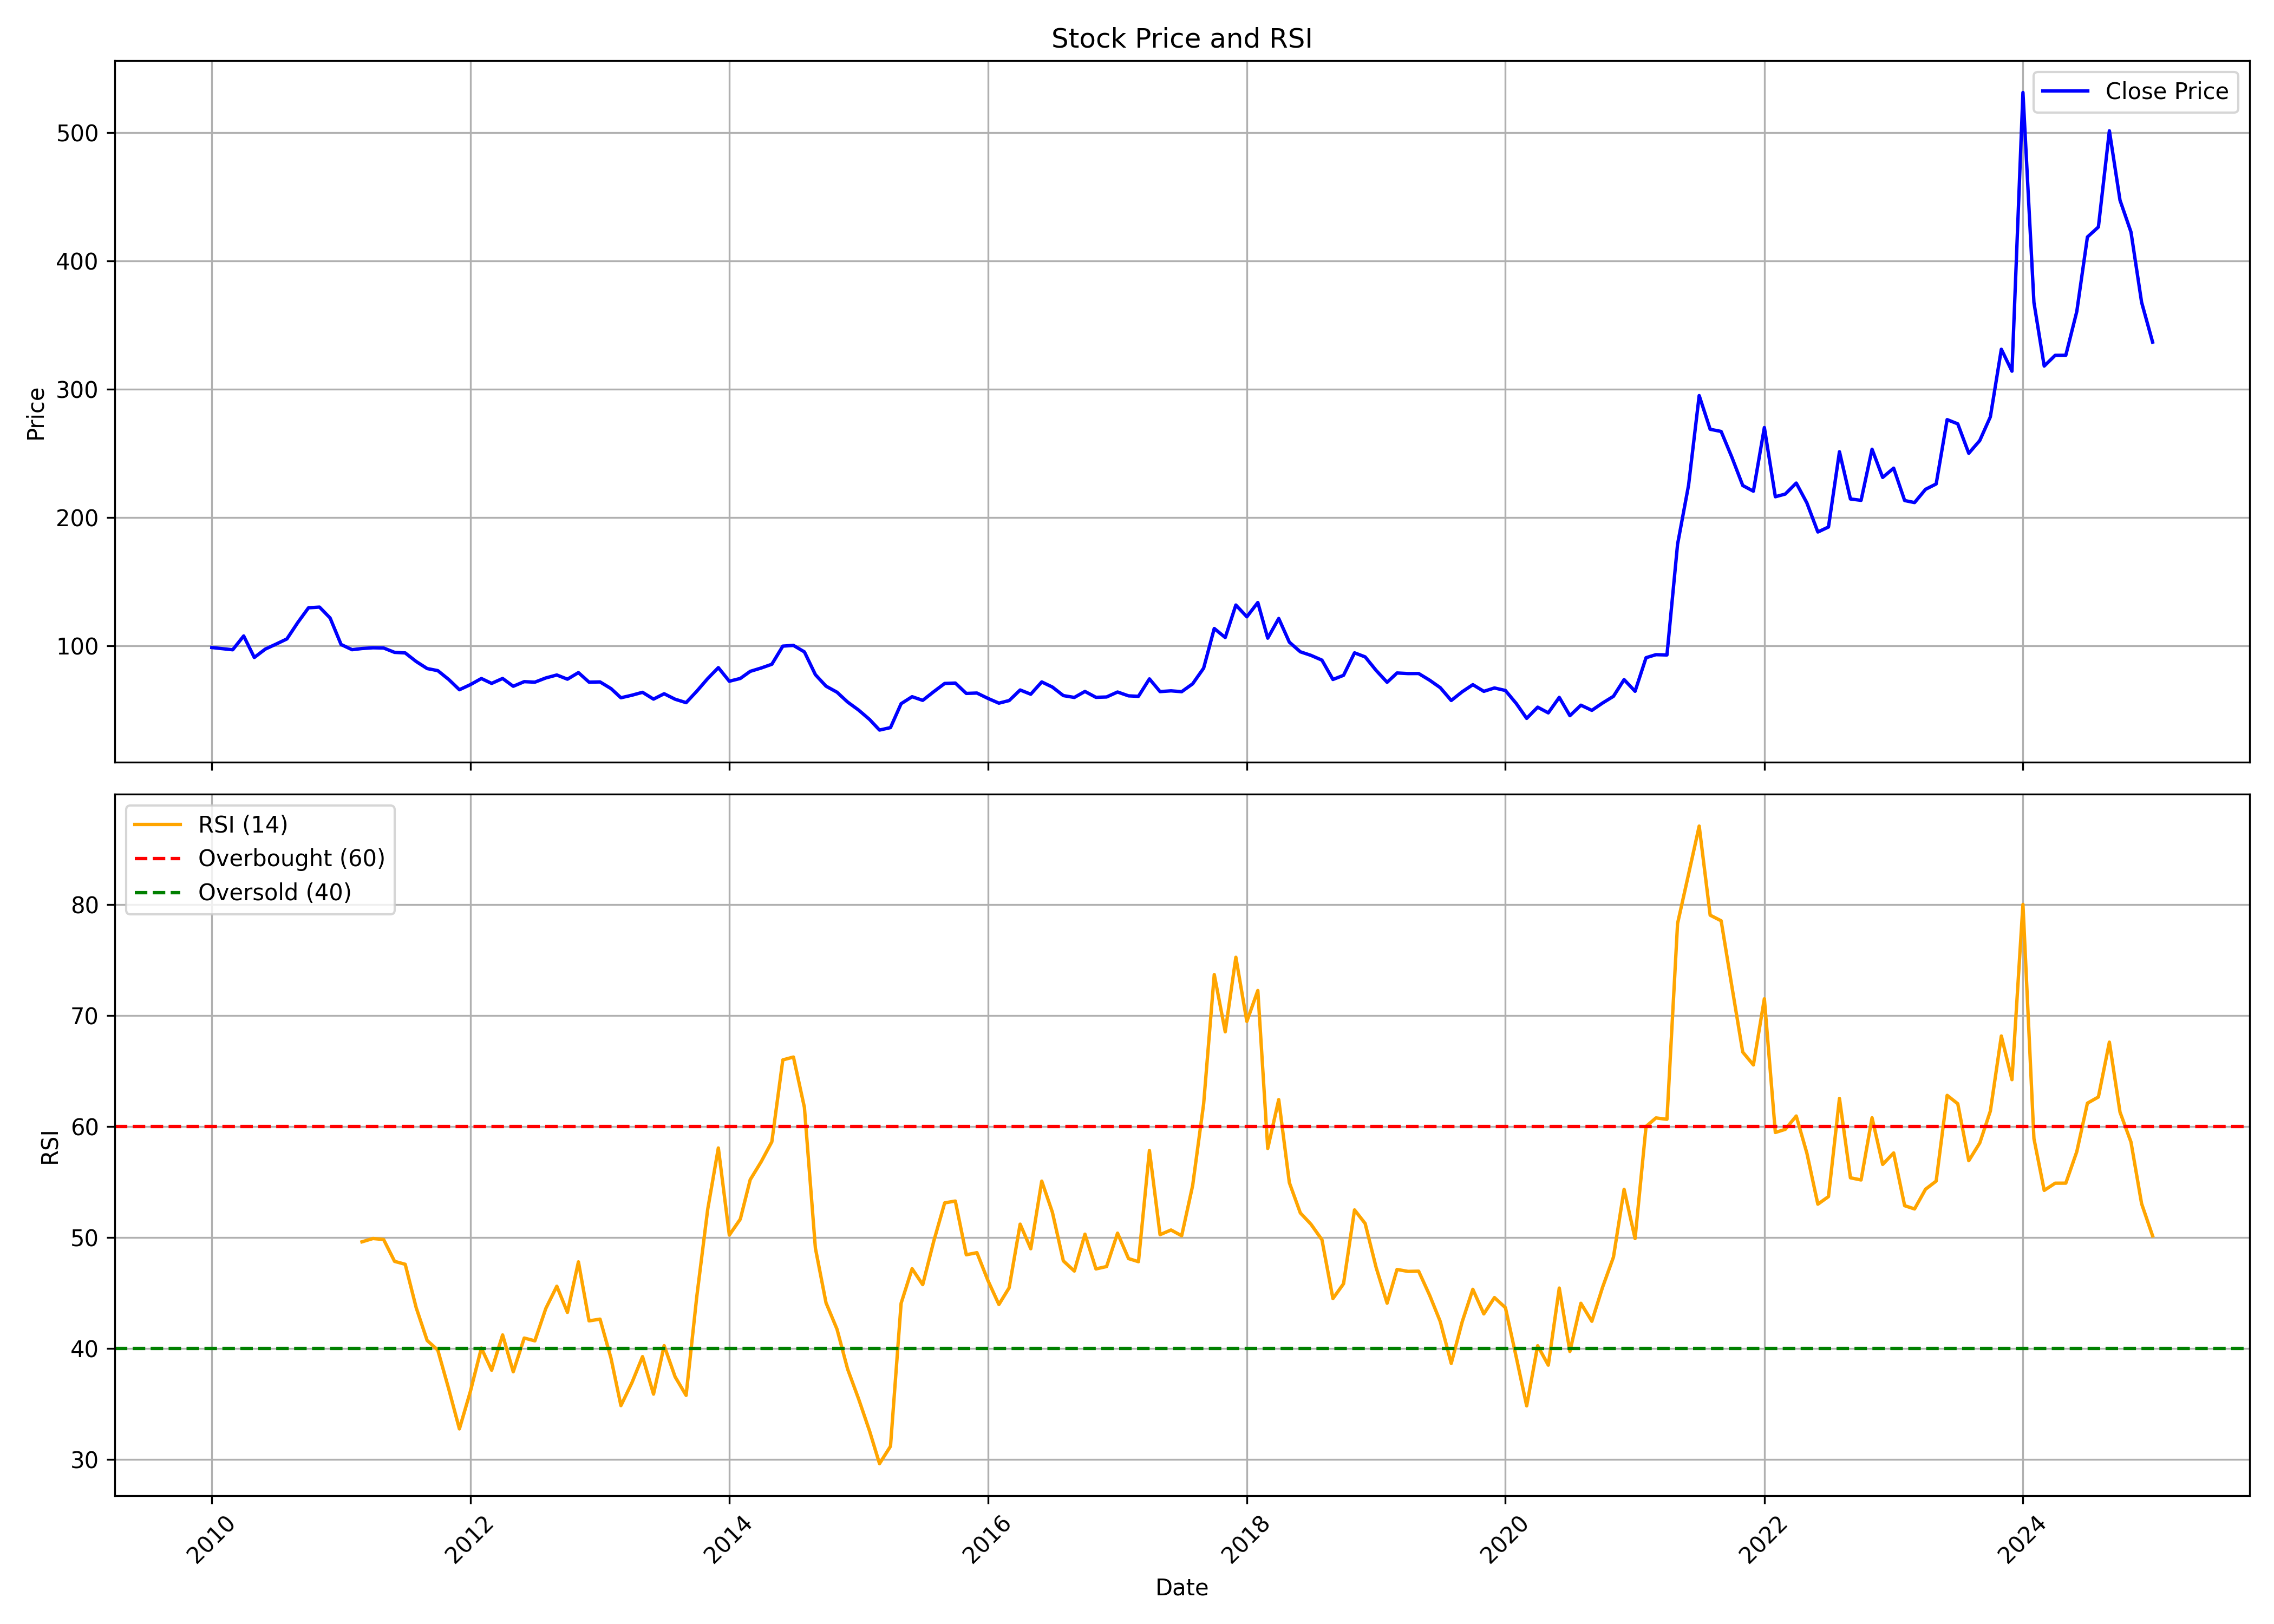 Stock Price and RSI
Close Price
500
400
300
200
100
Price
RSI (14)
Overbought (60)
Oversold (40)
80
70
60
50
40
30
RSI
2010
2012
2014
2016
2018
2020
2022
2024
Date